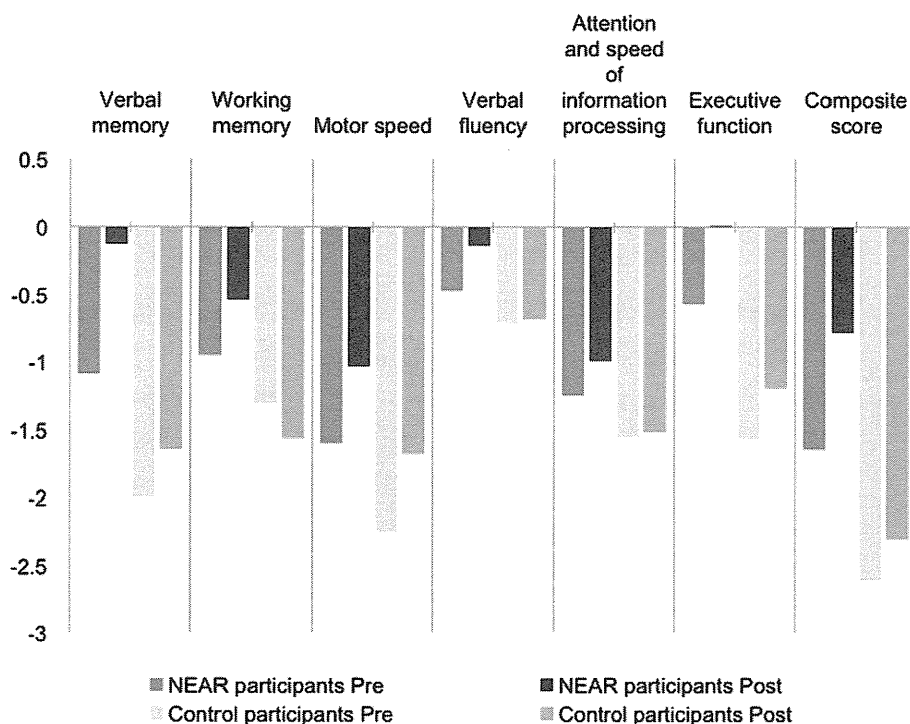 Verbal
memory
Working
memory
Motor speed
Verbal
fluency
Attention
and speed
of
information
processing
Executive
function
Composite
score
0.5
0
-0.5
-1
-1.5
-2
-2.5
-3
NEAR participants Pre
NEAR participants Post
Control participants Pre
Control participants Post